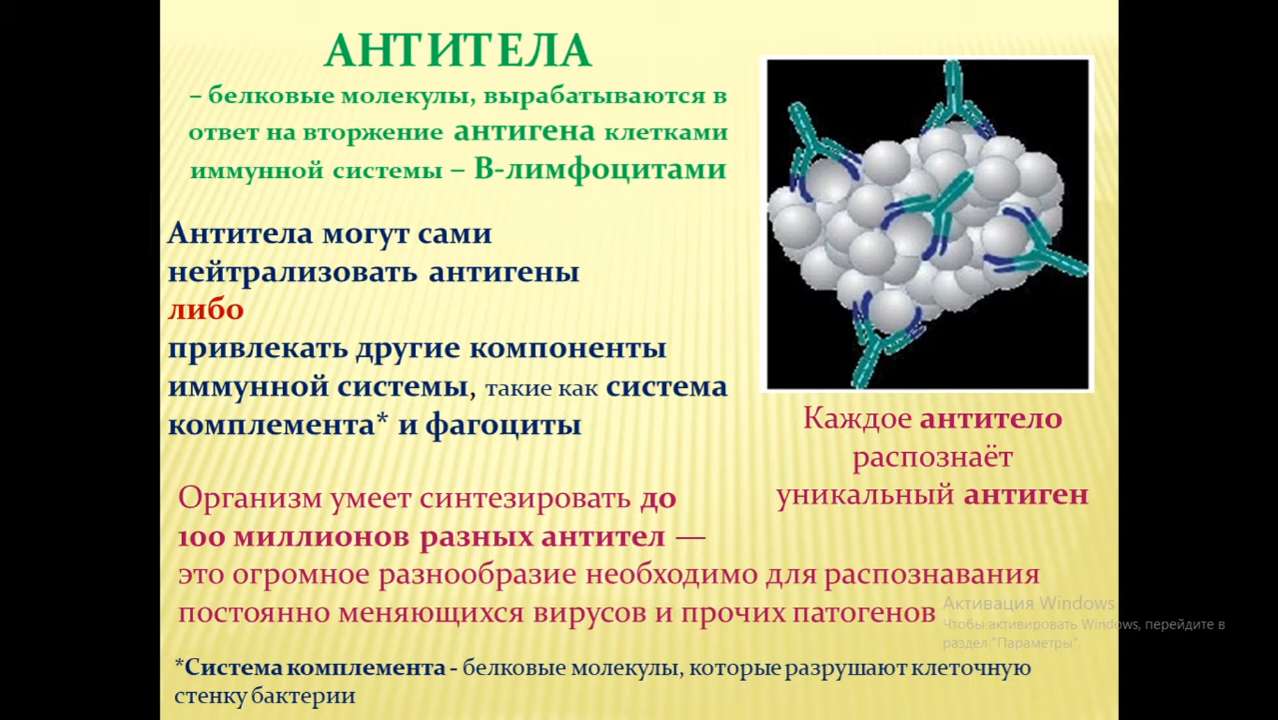 АНТИТЕЛА
– белковые молекулы, вырабатываются в
ответ на вторжение антигена клетками
иммунной системы – В-лимфоцитами
Антитела могут сами
нейтрализовать антигены
либо
привлекать другие компоненты
иммунной системы, такие как система
комплемента* и фагоциты
Каждое антитело
распознаёт
уникальный антиген
Организм умеет синтезировать до
100 миллионов разных антител —
это огромное разнообразие необходимо для распознавания
постоянно меняющихся вирусов и прочих патогенов
*Система комплемента - белковые молекулы, которые разрушают клеточную
стенку бактерии
Активация Windows
Чтобы активировать Windows, перейдите в
раздел "Параметры".